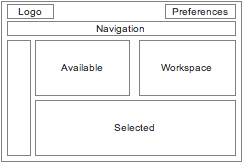 Logo
Preferences
Navigation
Available
Workspace
Selected